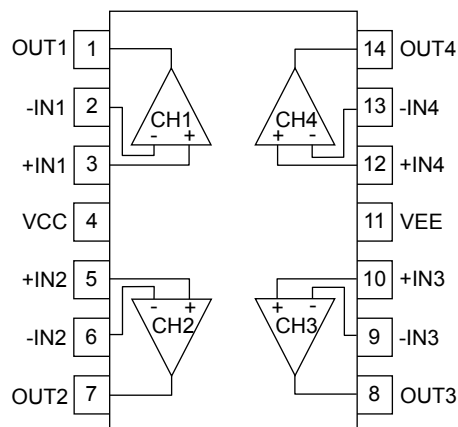 OUT1 1 14 OUT4
-IN1 2 13 -IN4
CH1 CH4
- + + -
+IN1 3 12 +IN4
VCC 4 11 VEE
+IN2 5 10 +IN3
- + + -
CH2 CH3
-IN2 6 9 -IN3
OUT2 7 8 OUT3